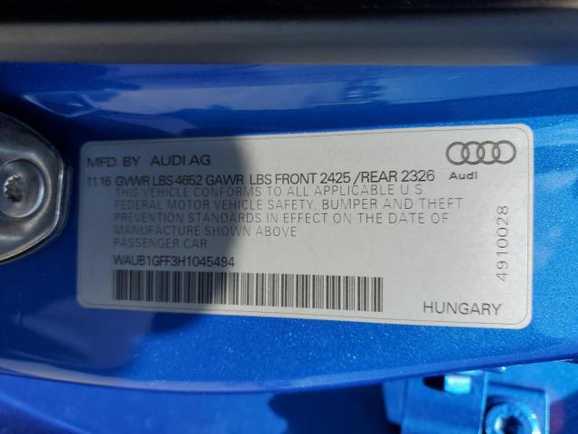 MFD. BY AUDI AG
11.16 GVWR LBS 4652 GAWR LBS FRONT 2425 / REAR 2326
THIS VEHICLE CONFORMS TO ALL APPLICABLE U.S.
FEDERAL MOTOR VEHICLE SAFETY, BUMPER AND THEFT
PREVENTION STANDARDS IN EFFECT ON THE DATE OF
MANUFACTURE SHOWN ABOVE
PASSENGER CAR
WAUB1GFF3H1045494
Audi
4910028
HUNGARY